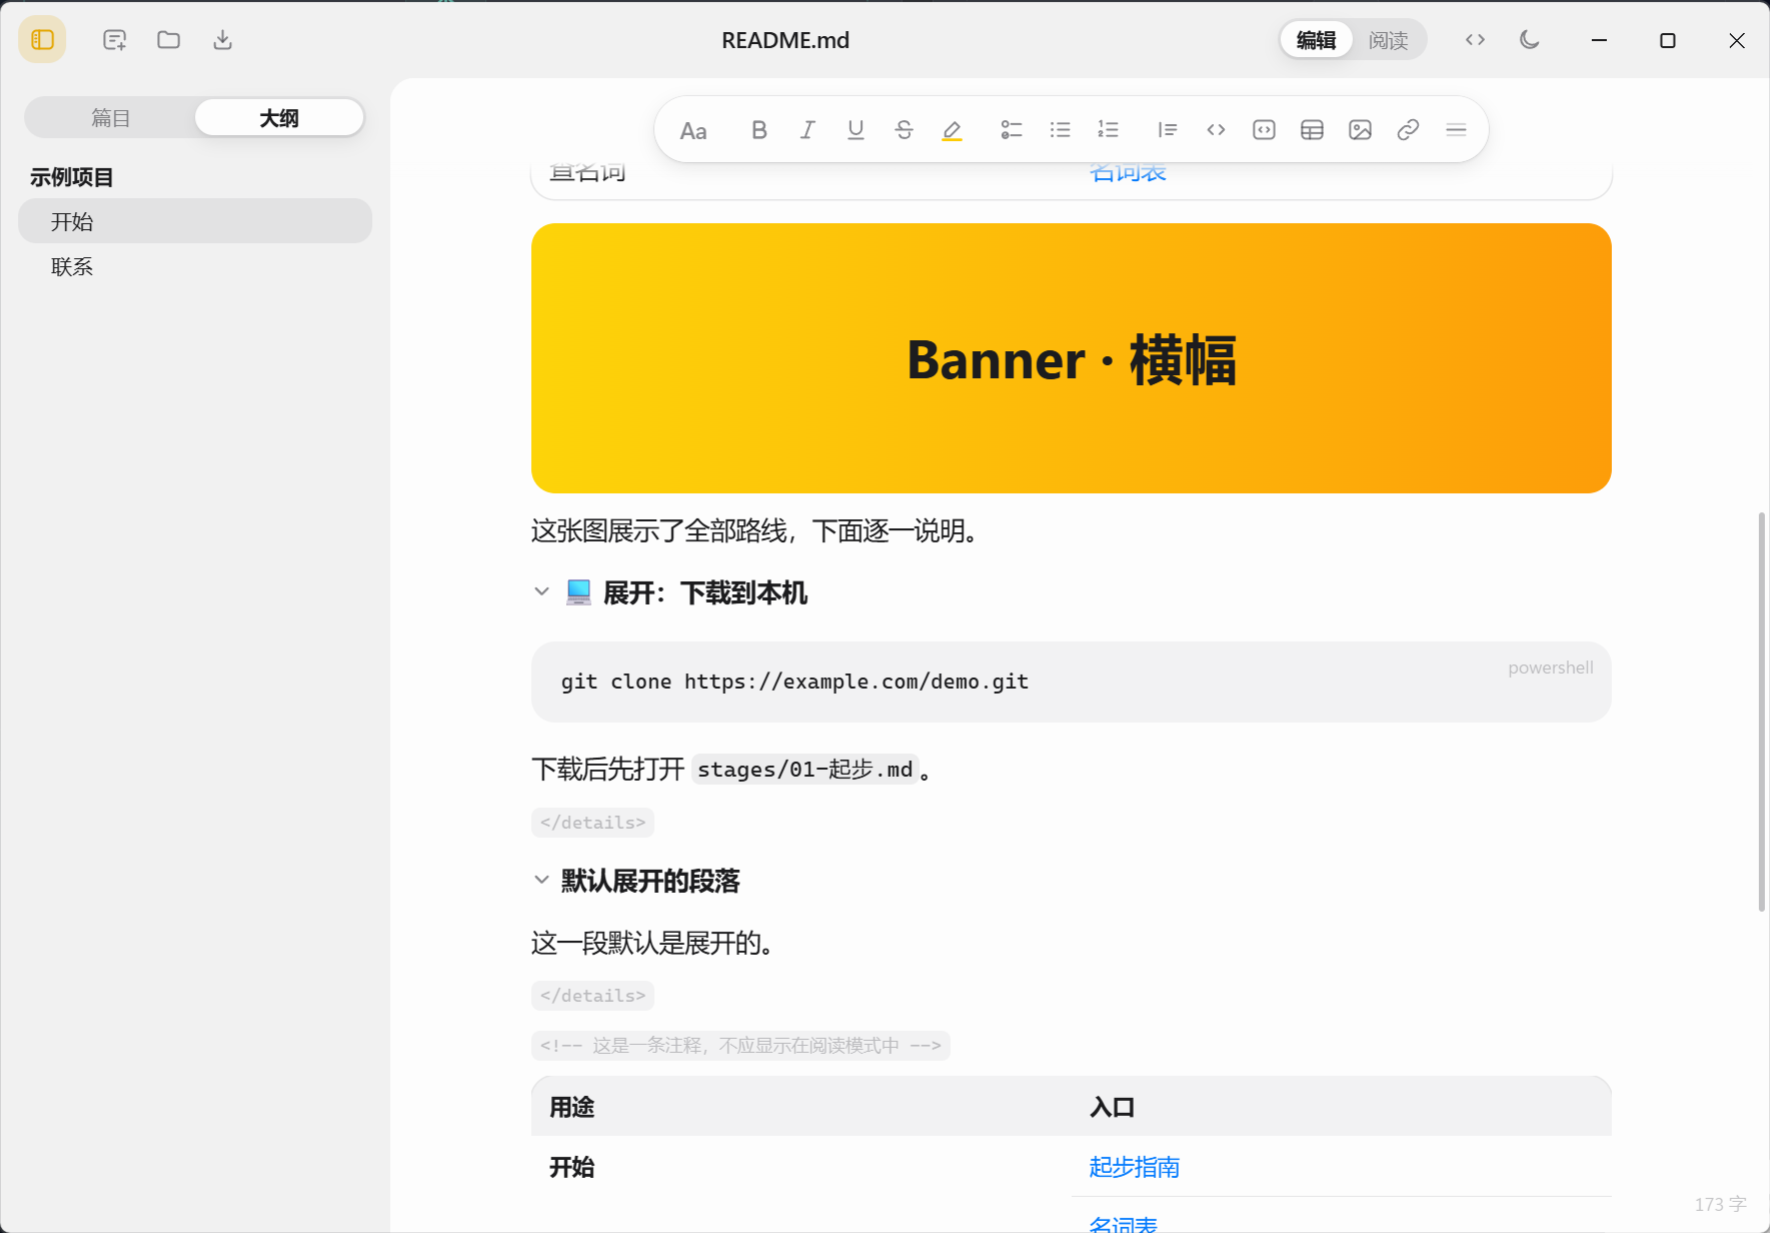 README.md
编辑
阅读
篇目
大纲
示例项目
开始
联系
Aa
B
I
U
S
查名词
名词表
Banner · 横幅
这张图展示了全部路线，下面逐一说明。
💻 展开：下载到本机
powershell
git clone https://example.com/demo.git
下载后先打开 stages/01-起步.md。
</details>
默认展开的段落
这一段默认是展开的。
</details>
<!-- 这是一条注释，不应显示在阅读模式中 -->
用途 入口
开始 起步指南
名词表
173 字